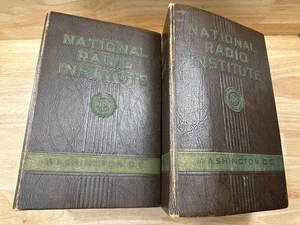 NATIONAL
RADIO
INSTITUTE
WASHINGTON, D.C.
NATIONAL
RADIO
INSTITUTE
WASHINGTON, D.C.